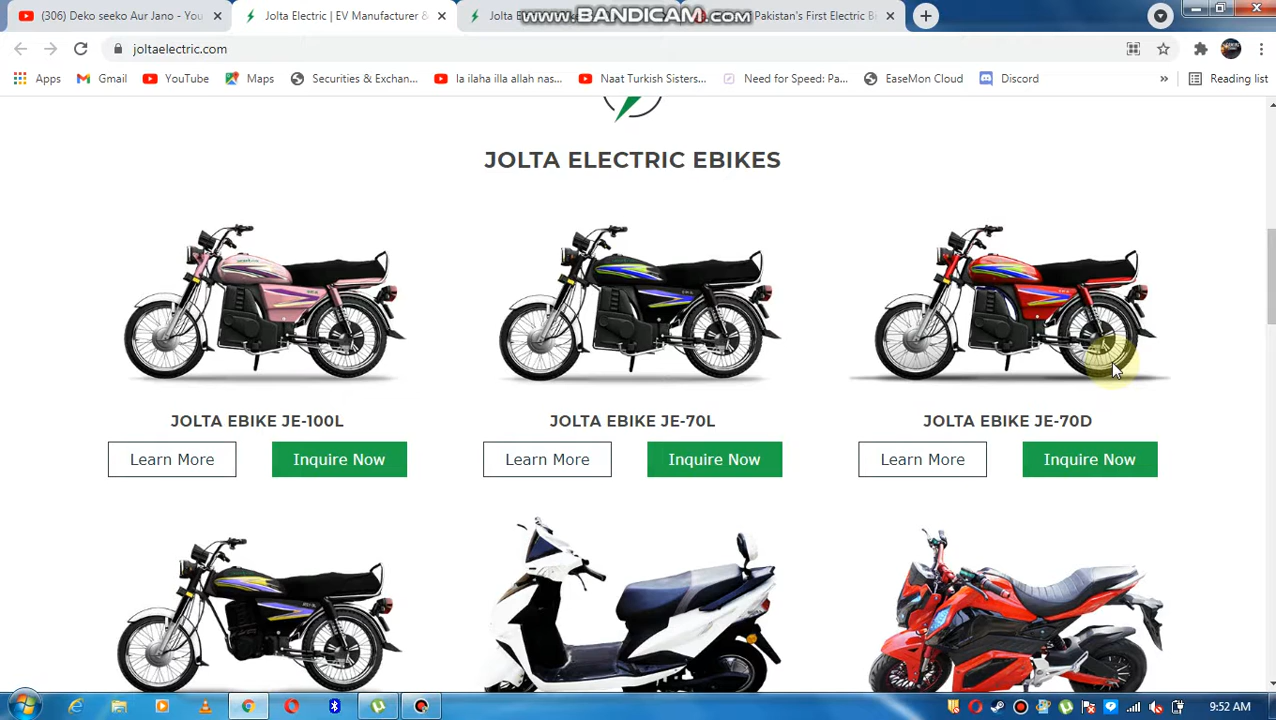 (306) Deko seeko Aur Jano - You
Jolta Electric | EV Manufacturer &
www.BANDICAM.com
Pakistan's First Electric B
joltaelectric.com
Apps
Gmail
YouTube
Maps
Securities & Exchan...
la ilaha illa allah nas...
Naat Turkish Sisters...
Need for Speed: Pa...
EaseMon Cloud
Discord
»
Reading list
JOLTA ELECTRIC EBIKES
JOLTA EBIKE JE-100L
JOLTA EBIKE JE-70L
JOLTA EBIKE JE-70D
Learn More
Inquire Now
Learn More
Inquire Now
Learn More
Inquire Now
9:52 AM